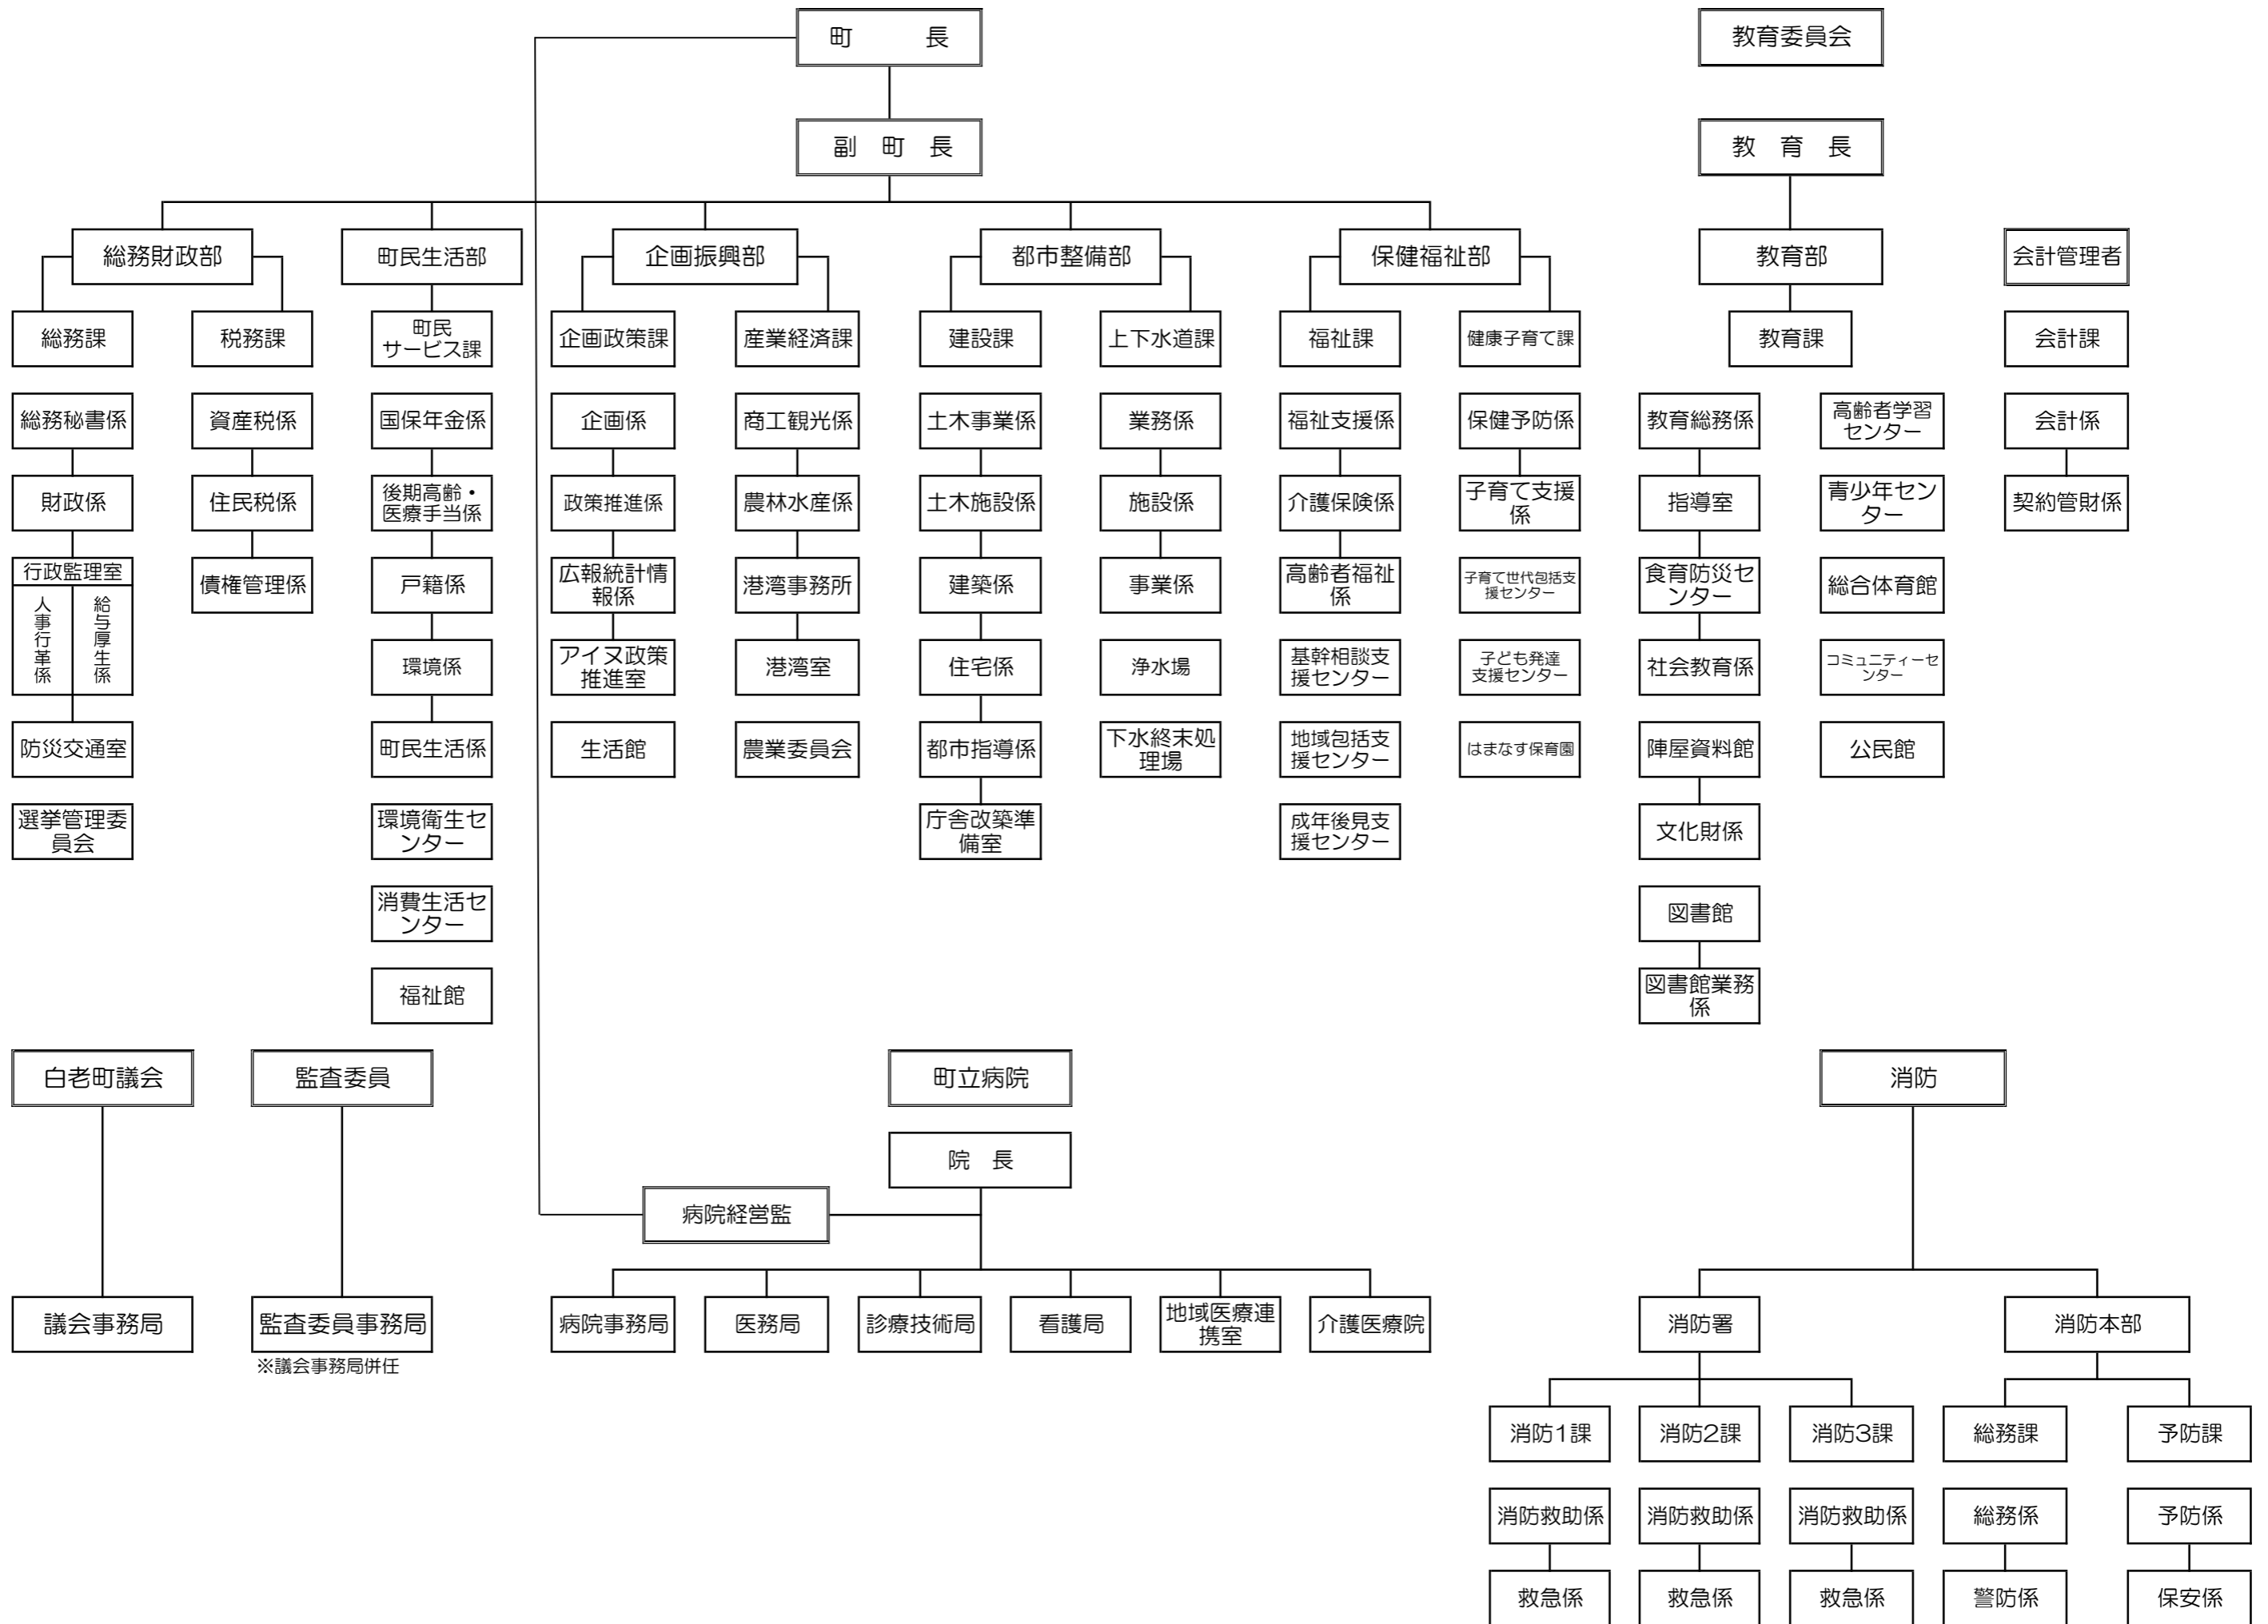 町　　　長
教育委員会
副　町　長
教　育　長
総務財政部
町民生活部
企画振興部
都市整備部
保健福祉部
教育部
会計管理者
総務課
税務課
町民
サービス課
企画政策課
産業経済課
建設課
上下水道課
福祉課
健康子育て課
教育課
会計課
総務秘書係
資産税係
国保年金係
企画係
商工観光係
土木事業係
業務係
福祉支援係
保健予防係
教育総務係
高齢者学習
センター
会計係
財政係
住民税係
後期高齢・
医療手当係
政策推進係
農林水産係
土木施設係
施設係
介護保険係
子育て支援
係
指導室
青少年セン
ター
契約管財係
行政監理室
人事行革係
給与厚生係
債権管理係
戸籍係
広報統計情
報係
港湾事務所
建築係
事業係
高齢者福祉
係
子育て世代包括支
援センター
食育防災セ
ンター
総合体育館
環境係
アイヌ政策
推進室
港湾室
住宅係
浄水場
基幹相談支
援センター
子ども発達
支援センター
社会教育係
コミュニティーセ
ンター
防災交通室
町民生活係
生活館
農業委員会
都市指導係
下水終末処
理場
地域包括支
援センター
はまなす保育園
陣屋資料館
公民館
選挙管理委
員会
環境衛生セ
ンター
庁舎改築準
備室
成年後見支
援センター
文化財係
消費生活セ
ンター
図書館
福祉館
図書館業務
係
白老町議会
監査委員
町立病院
消防
院　長
病院経営監
議会事務局
監査委員事務局
※議会事務局併任
病院事務局
医務局
診療技術局
看護局
地域医療連
携室
介護医療院
消防署
消防本部
消防1課
消防2課
消防3課
総務課
予防課
消防救助係
消防救助係
消防救助係
総務係
予防係
救急係
救急係
救急係
警防係
保安係